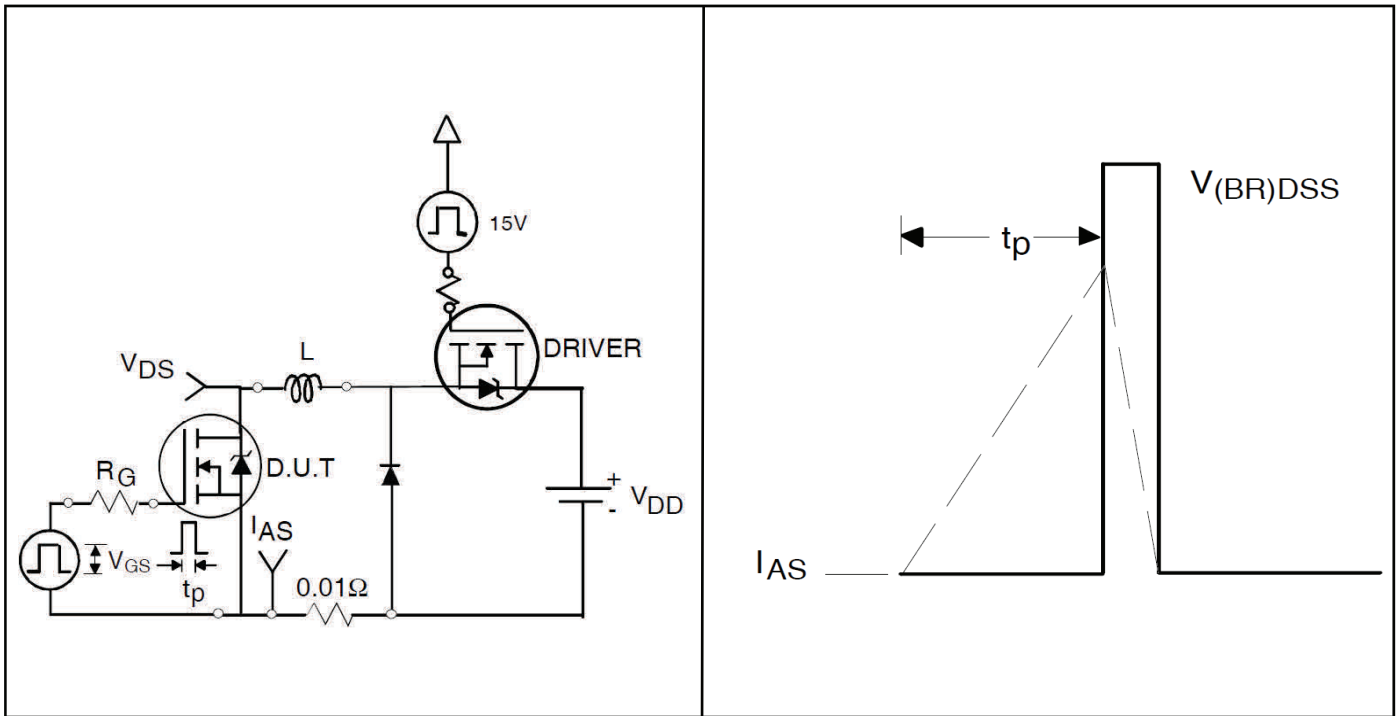 15V
DRIVER
L
VDS
D.U.T
RG
+
VDD
-
IAS
VGS
tp
0.01Ω
V(BR)DSS
tp
IAS